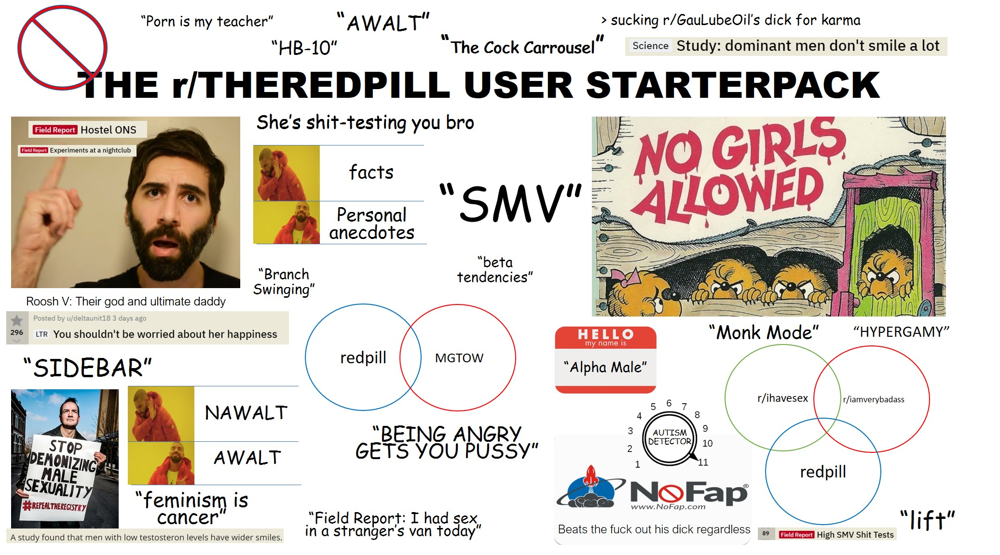 “Porn is my teacher”
“AWALT”
> sucking r/GauLubeOil’s dick for karma
“HB-10”
“The Cock Carrousel”
Science Study: dominant men don't smile a lot
THE r/THEREDPILL USER STARTERPACK
Field Report Hostel ONS
Field Report Experiments at a nightclub
Roosh V: Their god and ultimate daddy
She’s shit-testing you bro
facts
Personal
anecdotes
“SMV”
NO GIRLS
ALLOWED
“Branch
Swinging”
“beta
tendencies”
296
Posted by u/deltaunit18 3 days ago
LTR You shouldn't be worried about her happiness
“SIDEBAR”
redpill
MGTOW
HELLO
my name is
“Alpha Male”
“Monk Mode”
“HYPERGAMY”
r/ihavesex
r/iamverybadass
redpill
STOP
DEMONIZING
MALE
SEXUALITY
#REPEALTHEREGISTRY
NAWALT
AWALT
“feminism is
cancer”
A study found that men with low testosteron levels have wider smiles.
“BEING ANGRY
GETS YOU PUSSY”
“Field Report: I had sex
in a stranger’s van today”
1
2
3
4
5
6
7
8
9
10
11
AUTISM
DETECTOR
NoFap®
www.NoFap.com
Beats the fuck out his dick regardless
“lift”
89
Field Report High SMV Shit Tests